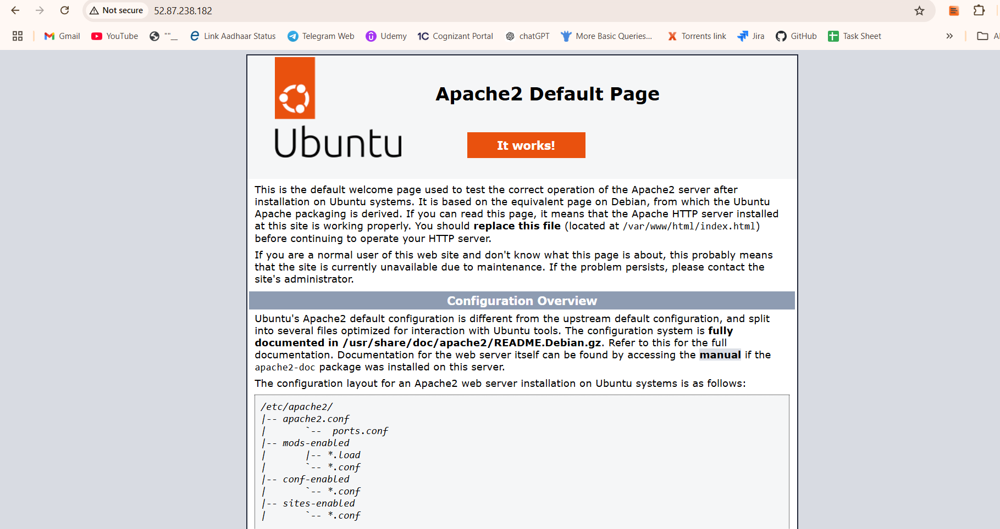 Not secure 52.87.238.182
Gmail YouTube ""__ Link Aadhaar Status Telegram Web Udemy 1C Cognizant Portal chatGPT More Basic Queries... Torrents link Jira GitHub Task Sheet » Al
Apache2 Default Page
Ubuntu
It works!
This is the default welcome page used to test the correct operation of the Apache2 server after
installation on Ubuntu systems. It is based on the equivalent page on Debian, from which the Ubuntu
Apache packaging is derived. If you can read this page, it means that the Apache HTTP server installed
at this site is working properly. You should replace this file (located at /var/www/html/index.html)
before continuing to operate your HTTP server.
If you are a normal user of this web site and don't know what this page is about, this probably means
that the site is currently unavailable due to maintenance. If the problem persists, please contact the
site's administrator.
Configuration Overview
Ubuntu's Apache2 default configuration is different from the upstream default configuration, and split
into several files optimized for interaction with Ubuntu tools. The configuration system is fully
documented in /usr/share/doc/apache2/README.Debian.gz. Refer to this for the full
documentation. Documentation for the web server itself can be found by accessing the manual if the
apache2-doc package was installed on this server.
The configuration layout for an Apache2 web server installation on Ubuntu systems is as follows:
/etc/apache2/
|-- apache2.conf
|       `--  ports.conf
|-- mods-enabled
|       |-- *.load
|       `-- *.conf
|-- conf-enabled
|       `-- *.conf
|-- sites-enabled
|       `-- *.conf